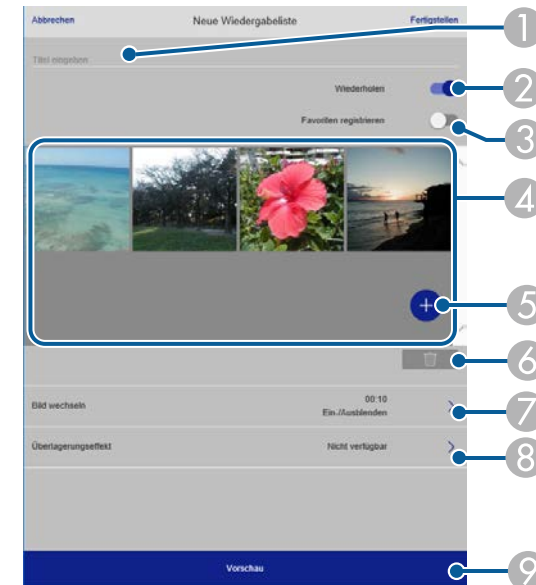 Abbrechen Neue Wiedergabeliste Fertigstellen
1
Titel eingeben
Wiederholen
2
Favoriten registrieren
3
4
5
6
Bild wechseln 00:10
Ein-/Ausblenden
7
Überlagerungseffekt Nicht verfügbar
8
Vorschau
9